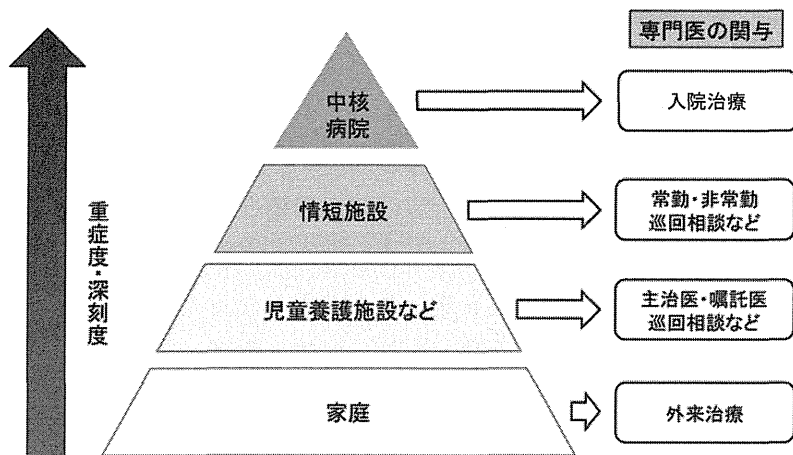 専門医の関与
中核
病院
入院治療
情短施設
常勤・非常勤
巡回相談など
重症度・深刻度
児童養護施設など
主治医・嘱託医
巡回相談など
家庭
外来治療